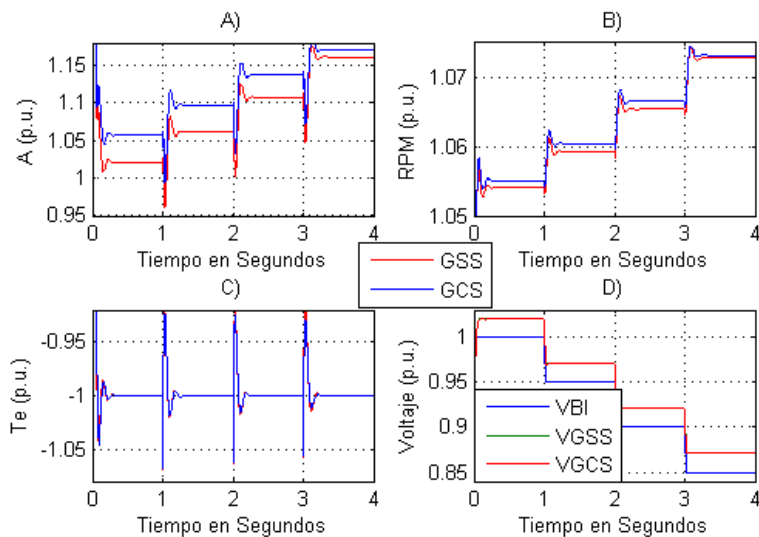 A)
A (p.u.)
1.15
1.1
1.05
1
0.95
0 1 2 3 4
Tiempo en Segundos
B)
RPM (p.u.)
1.07
1.06
1.05
0 1 2 3 4
Tiempo en Segundos
GSS
GCS
C)
Te (p.u.)
-0.95
-1
-1.05
0 1 2 3 4
Tiempo en Segundos
D)
Voltaje (p.u.)
1
0.95
0.9
0.85
VBI
VGSS
VGCS
0 1 2 3 4
Tiempo en Segundos